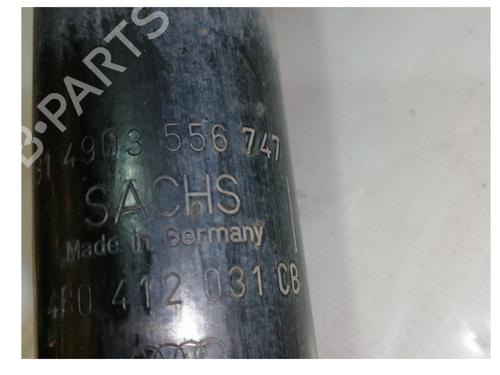 B-PARTS
4903 556 747
SACHS
Made in Germany
4B0 412 031 CB